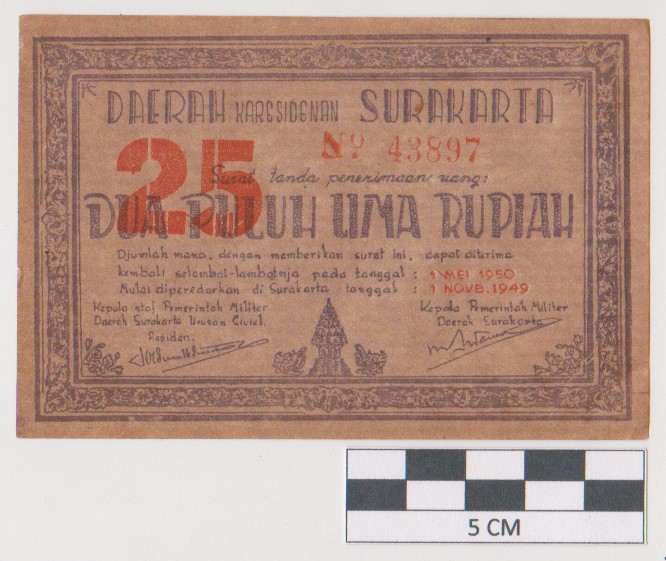 DAERAH KARESIDENAN SURAKARTA
25
No 43897
Surat tanda penerimaan uang:
DUA PULUH LIMA RUPIAH
Djumlah mana, dengan memberikan surat ini, dapat diterima
kembali selambat-lambatnja pada tanggal : 1 MEI 1950
Mulai diperedarkan di Surakarta tanggal : 1 NOVB. 1949
Kepala staf Pemerintah Militer
Daerah Surakarta Urusan Civiel.
Residen.
Kepala Pemerintah Militer
Daerah Surakarta
5 CM